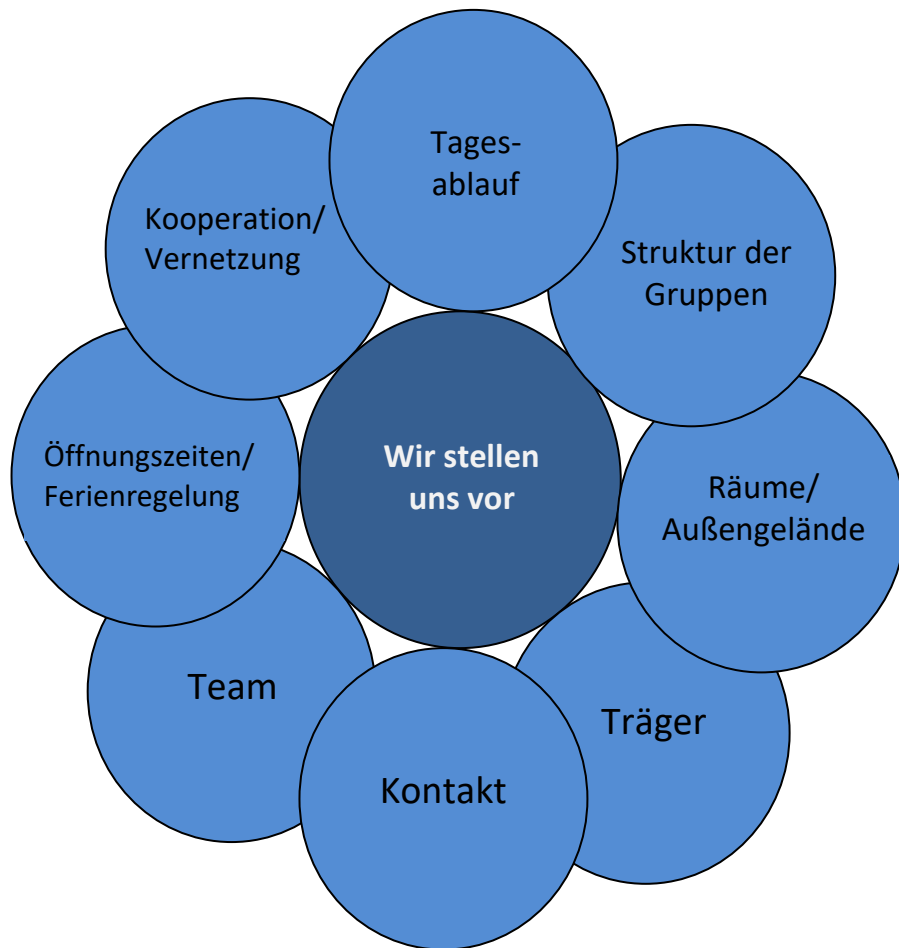 Tages-
ablauf
Kooperation/
Vernetzung
Struktur der
Gruppen
Öffnungszeiten/
Ferienregelung
Wir stellen
uns vor
Räume/
Außengelände
Team
Träger
Kontakt